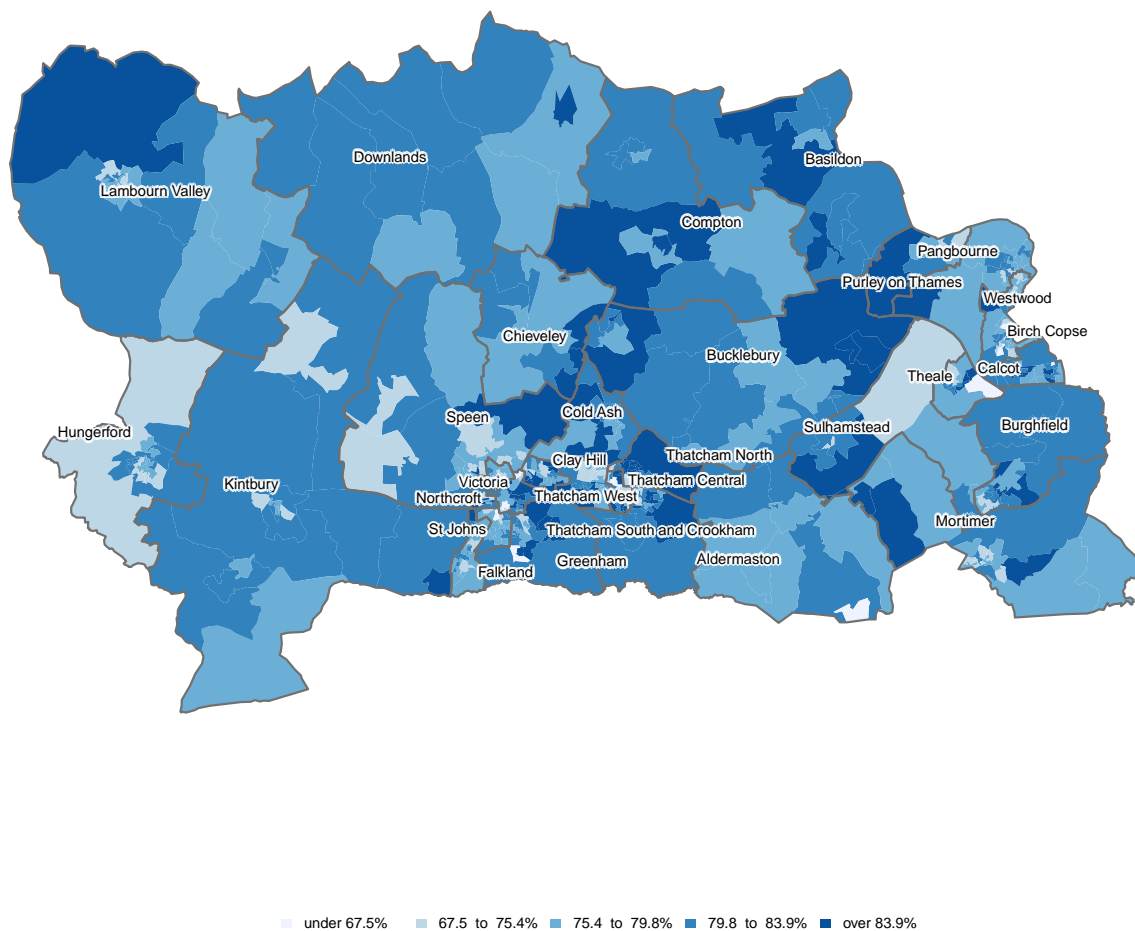 Downlands
Basildon
Lambourn Valley
Compton
Pangbourne
Purley on Thames
Westwood
Birch Copse
Chieveley
Bucklebury
Calcot
Theale
Speen
Cold Ash
Sulhamstead
Burghfield
Hungerford
Thatcham North
Clay Hill
Thatcham Central
Victoria
Kintbury
Thatcham West
Northcroft
Mortimer
St Johns
Thatcham South and Crookham
Aldermaston
Greenham
Falkland
under 67.5% 67.5 to 75.4% 75.4 to 79.8% 79.8 to 83.9% over 83.9%